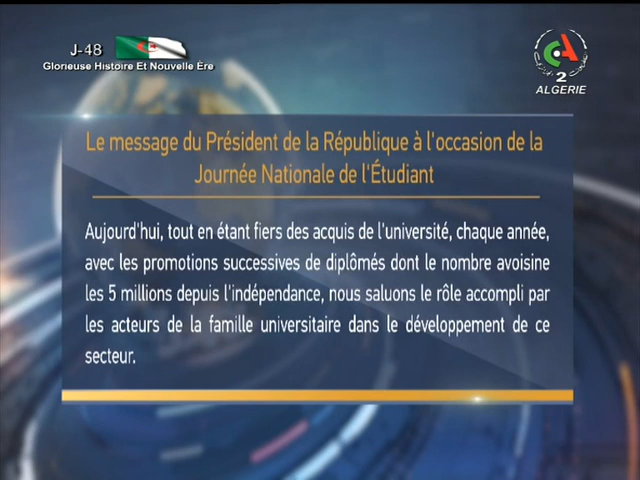 J-48
Glorieuse Histoire Et Nouvelle Ère
2
ALGERIE
Le message du Président de la République à l'occasion de la
Journée Nationale de l'Étudiant
Aujourd'hui, tout en étant fiers des acquis de l'université, chaque année,
avec les promotions successives de diplômés dont le nombre avoisine
les 5 millions depuis l'indépendance, nous saluons le rôle accompli par
les acteurs de la famille universitaire dans le développement de ce
secteur.